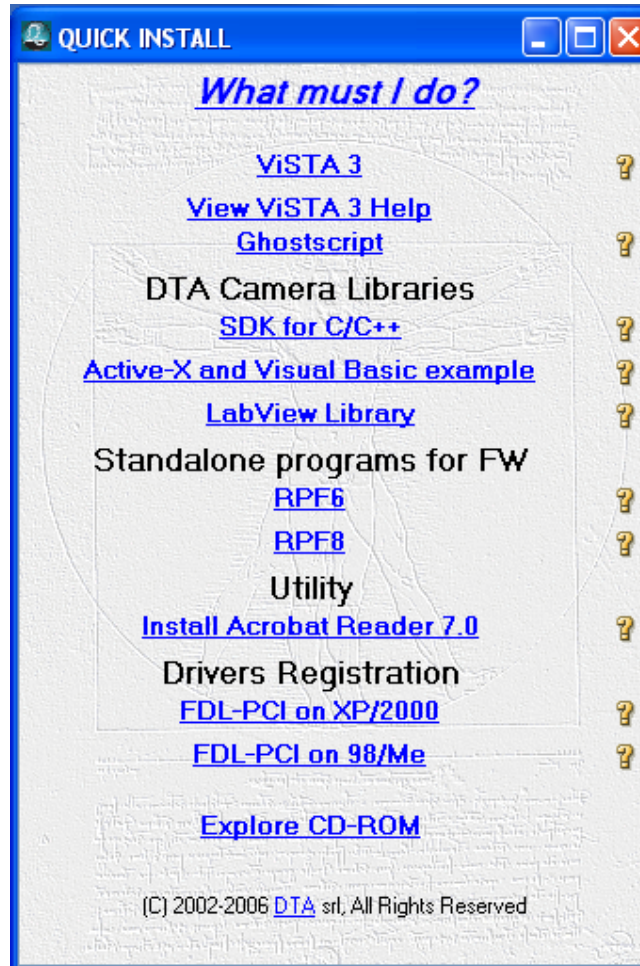 QUICK INSTALL
What must I do?
ViSTA 3
View ViSTA 3 Help
Ghostscript
DTA Camera Libraries
SDK for C/C++
Active-X and Visual Basic example
LabView Library
Standalone programs for FW
RPF6
RPF8
Utility
Install Acrobat Reader 7.0
Drivers Registration
FDL-PCI on XP/2000
FDL-PCI on 98/Me
Explore CD-ROM
(C) 2002-2006 DTA srl, All Rights Reserved